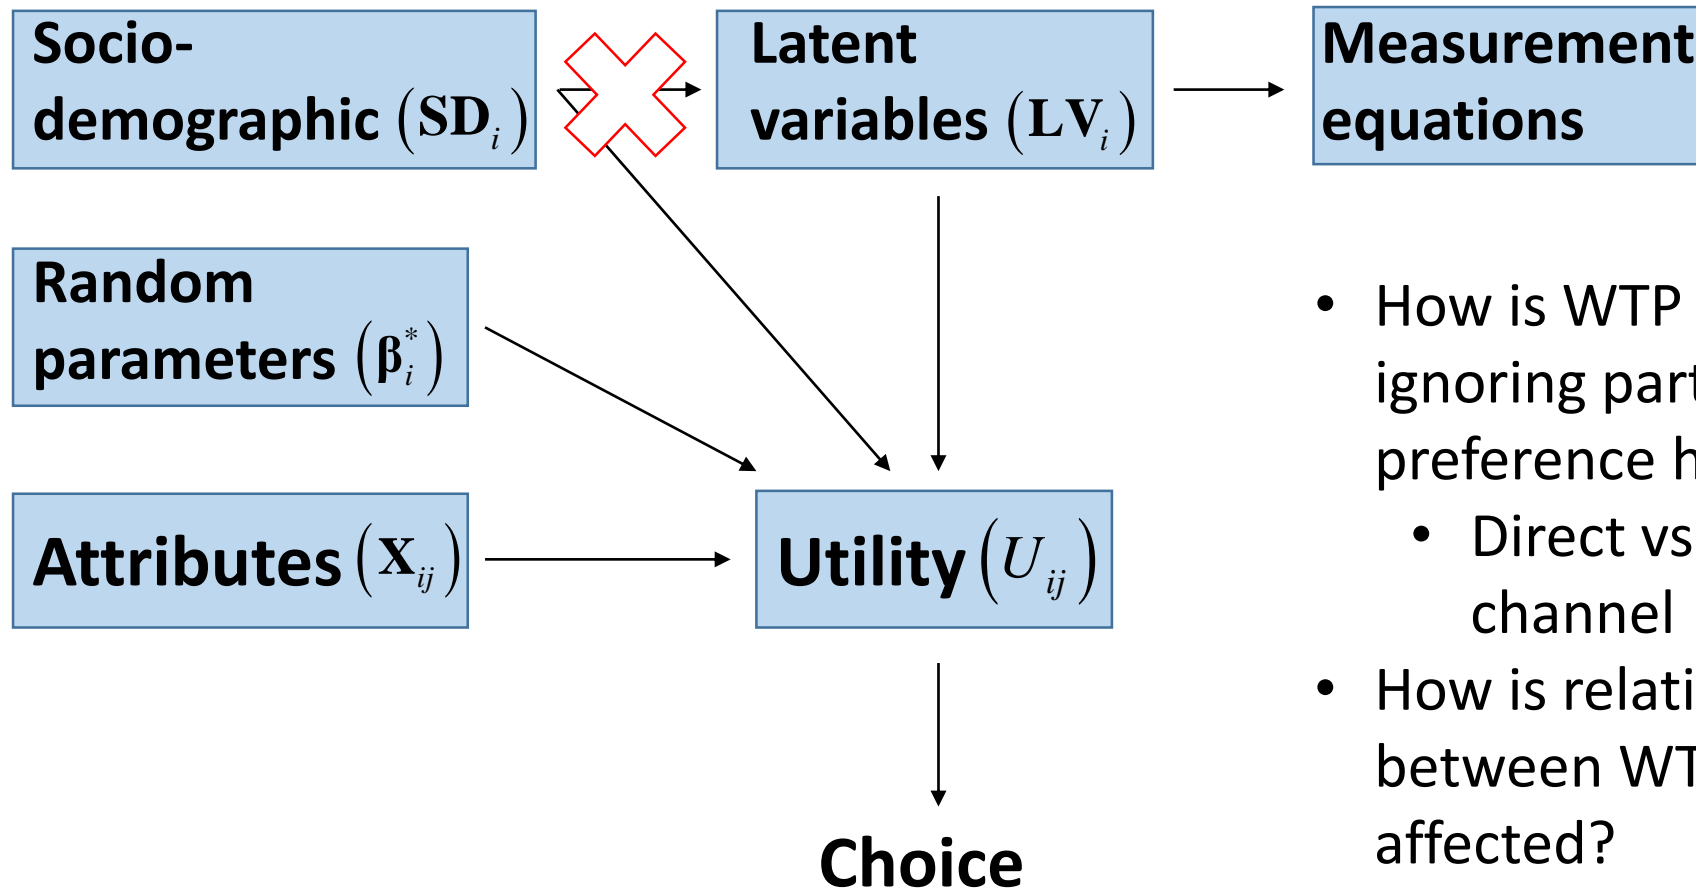 Socio-
demographic (SD_i)
Latent
variables (LV_i)
Measurement
equations
Random
parameters (β_i^*)
Attributes (X_ij)
Utility (U_ij)
Choice
• How is WTP
ignoring part
preference h
• Direct vs
channel
• How is relati
between WT
affected?